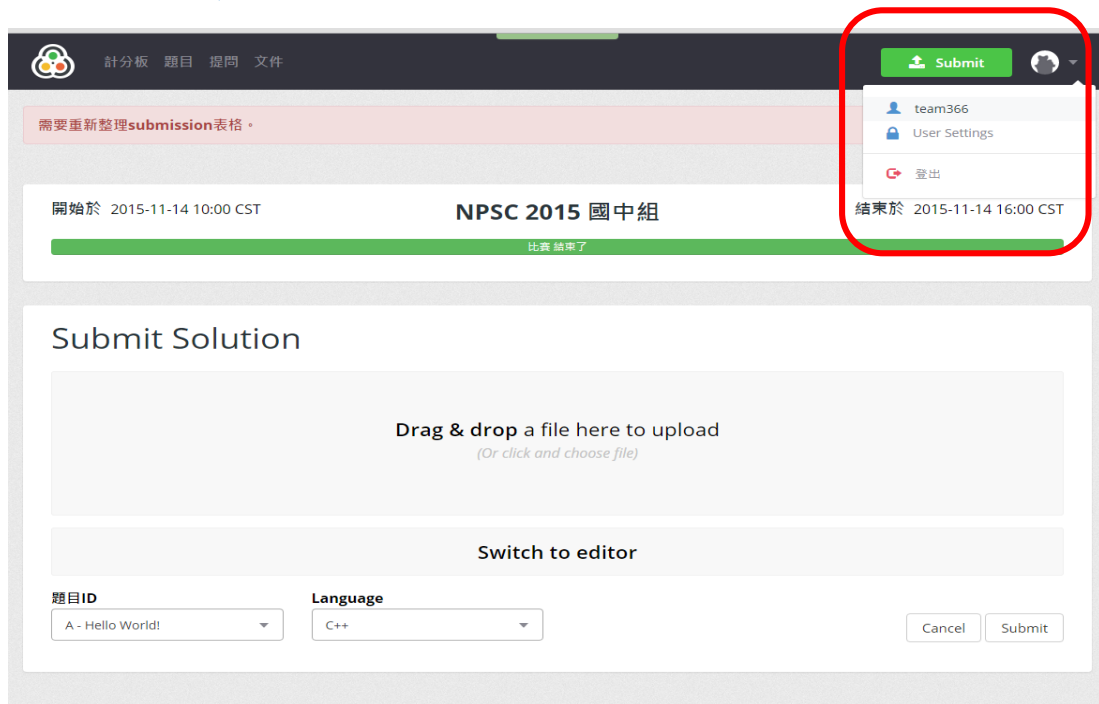 計分板 題目 提問 文件
Submit
team366
User Settings
登出
需要重新整理submission表格。
開始於 2015-11-14 10:00 CST
NPSC 2015 國中組
結束於 2015-11-14 16:00 CST
比賽 結束了
Submit Solution
Drag & drop a file here to upload
(Or click and choose file)
Switch to editor
題目ID
Language
A - Hello World!
C++
Cancel
Submit